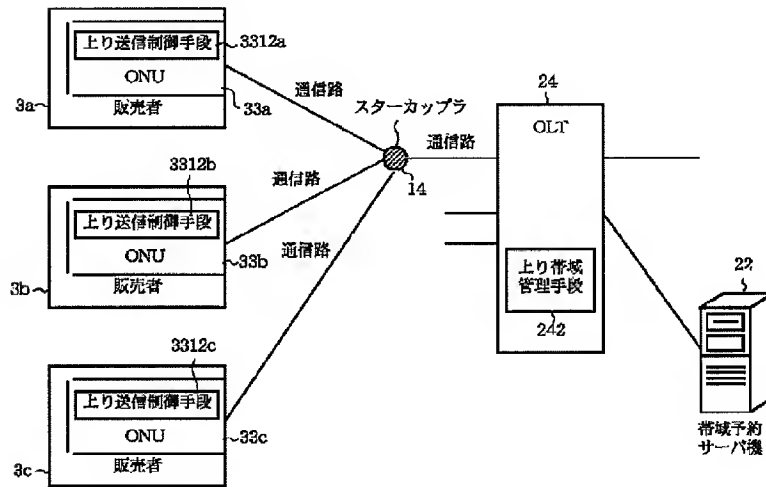 上り送信制御手段
3312a
ONU
販売者
3a
33a
通信路
スターカップラ
14
通信路
24
OLT
3312b
上り送信制御手段
ONU
販売者
3b
33b
通信路
通信路
上り帯域
管理手段
242
22
帯域予約
サーバ機
3312c
上り送信制御手段
ONU
販売者
3c
33c